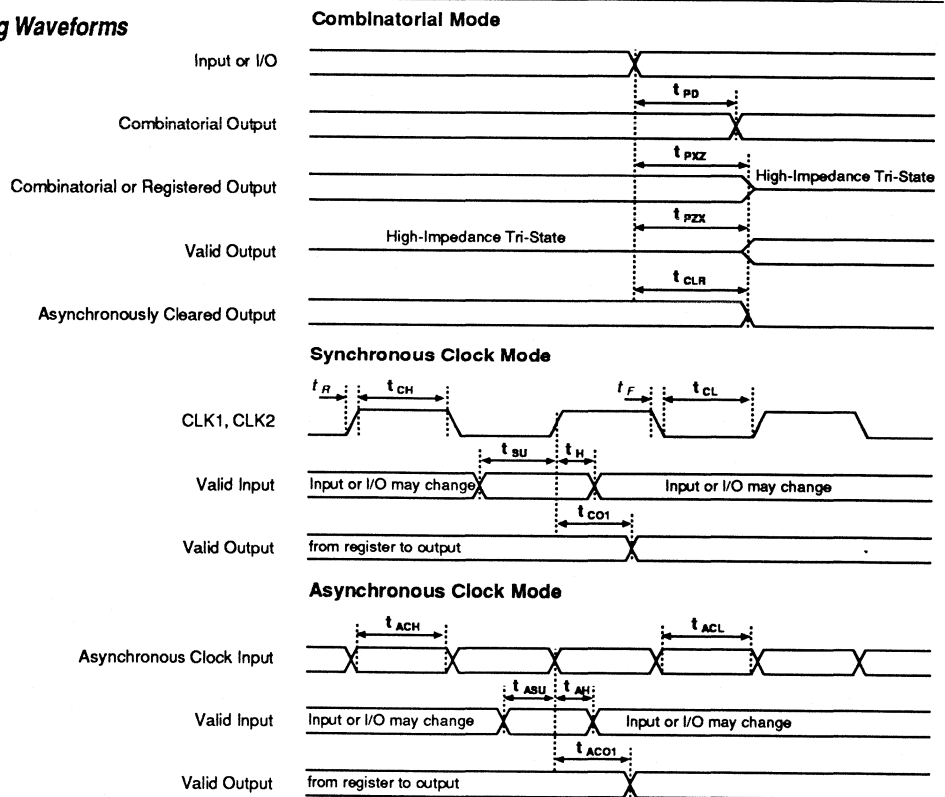 g Waveforms
Combinatorial Mode
Input or I/O
t PD
Combinatorial Output
t PXZ
High-Impedance Tri-State
Combinatorial or Registered Output
t PZX
High-Impedance Tri-State
Valid Output
t CLR
Asynchronously Cleared Output
Synchronous Clock Mode
t R
t CH
t F
t CL
CLK1, CLK2
t SU
t H
Valid Input
Input or I/O may change
Input or I/O may change
t CO1
Valid Output
from register to output
Asynchronous Clock Mode
t ACH
t ACL
Asynchronous Clock Input
t ASU
t AH
Valid Input
Input or I/O may change
Input or I/O may change
t ACO1
Valid Output
from register to output